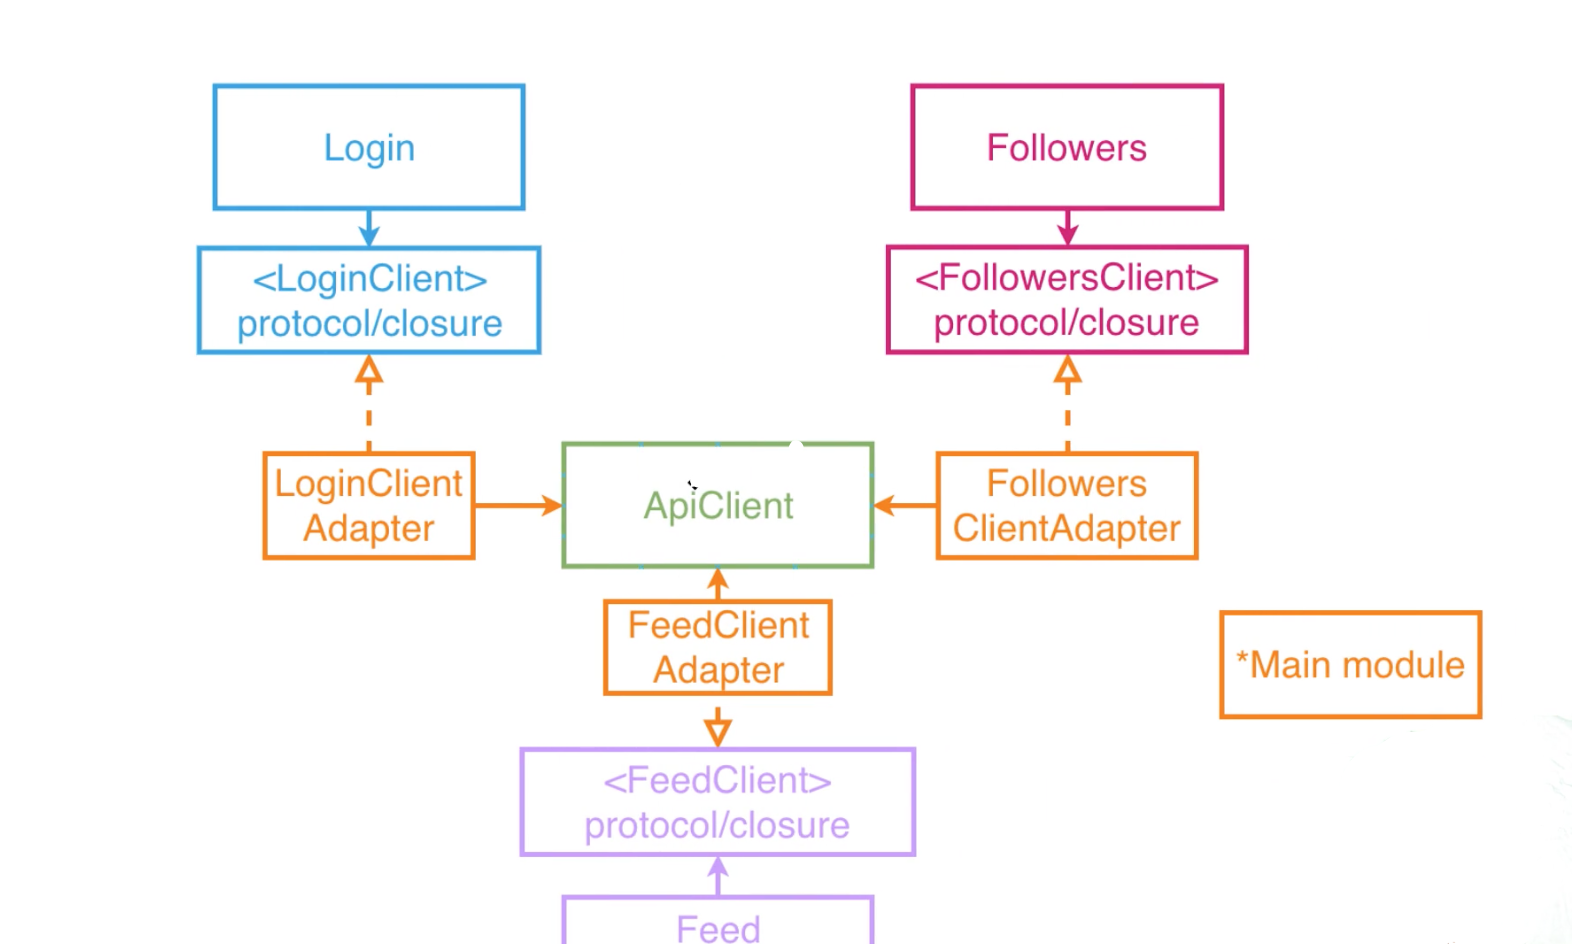 Login
Followers
<LoginClient>
protocol/closure
<FollowersClient>
protocol/closure
LoginClient
Adapter
ApiClient
Followers
ClientAdapter
FeedClient
Adapter
*Main module
<FeedClient>
protocol/closure
Feed